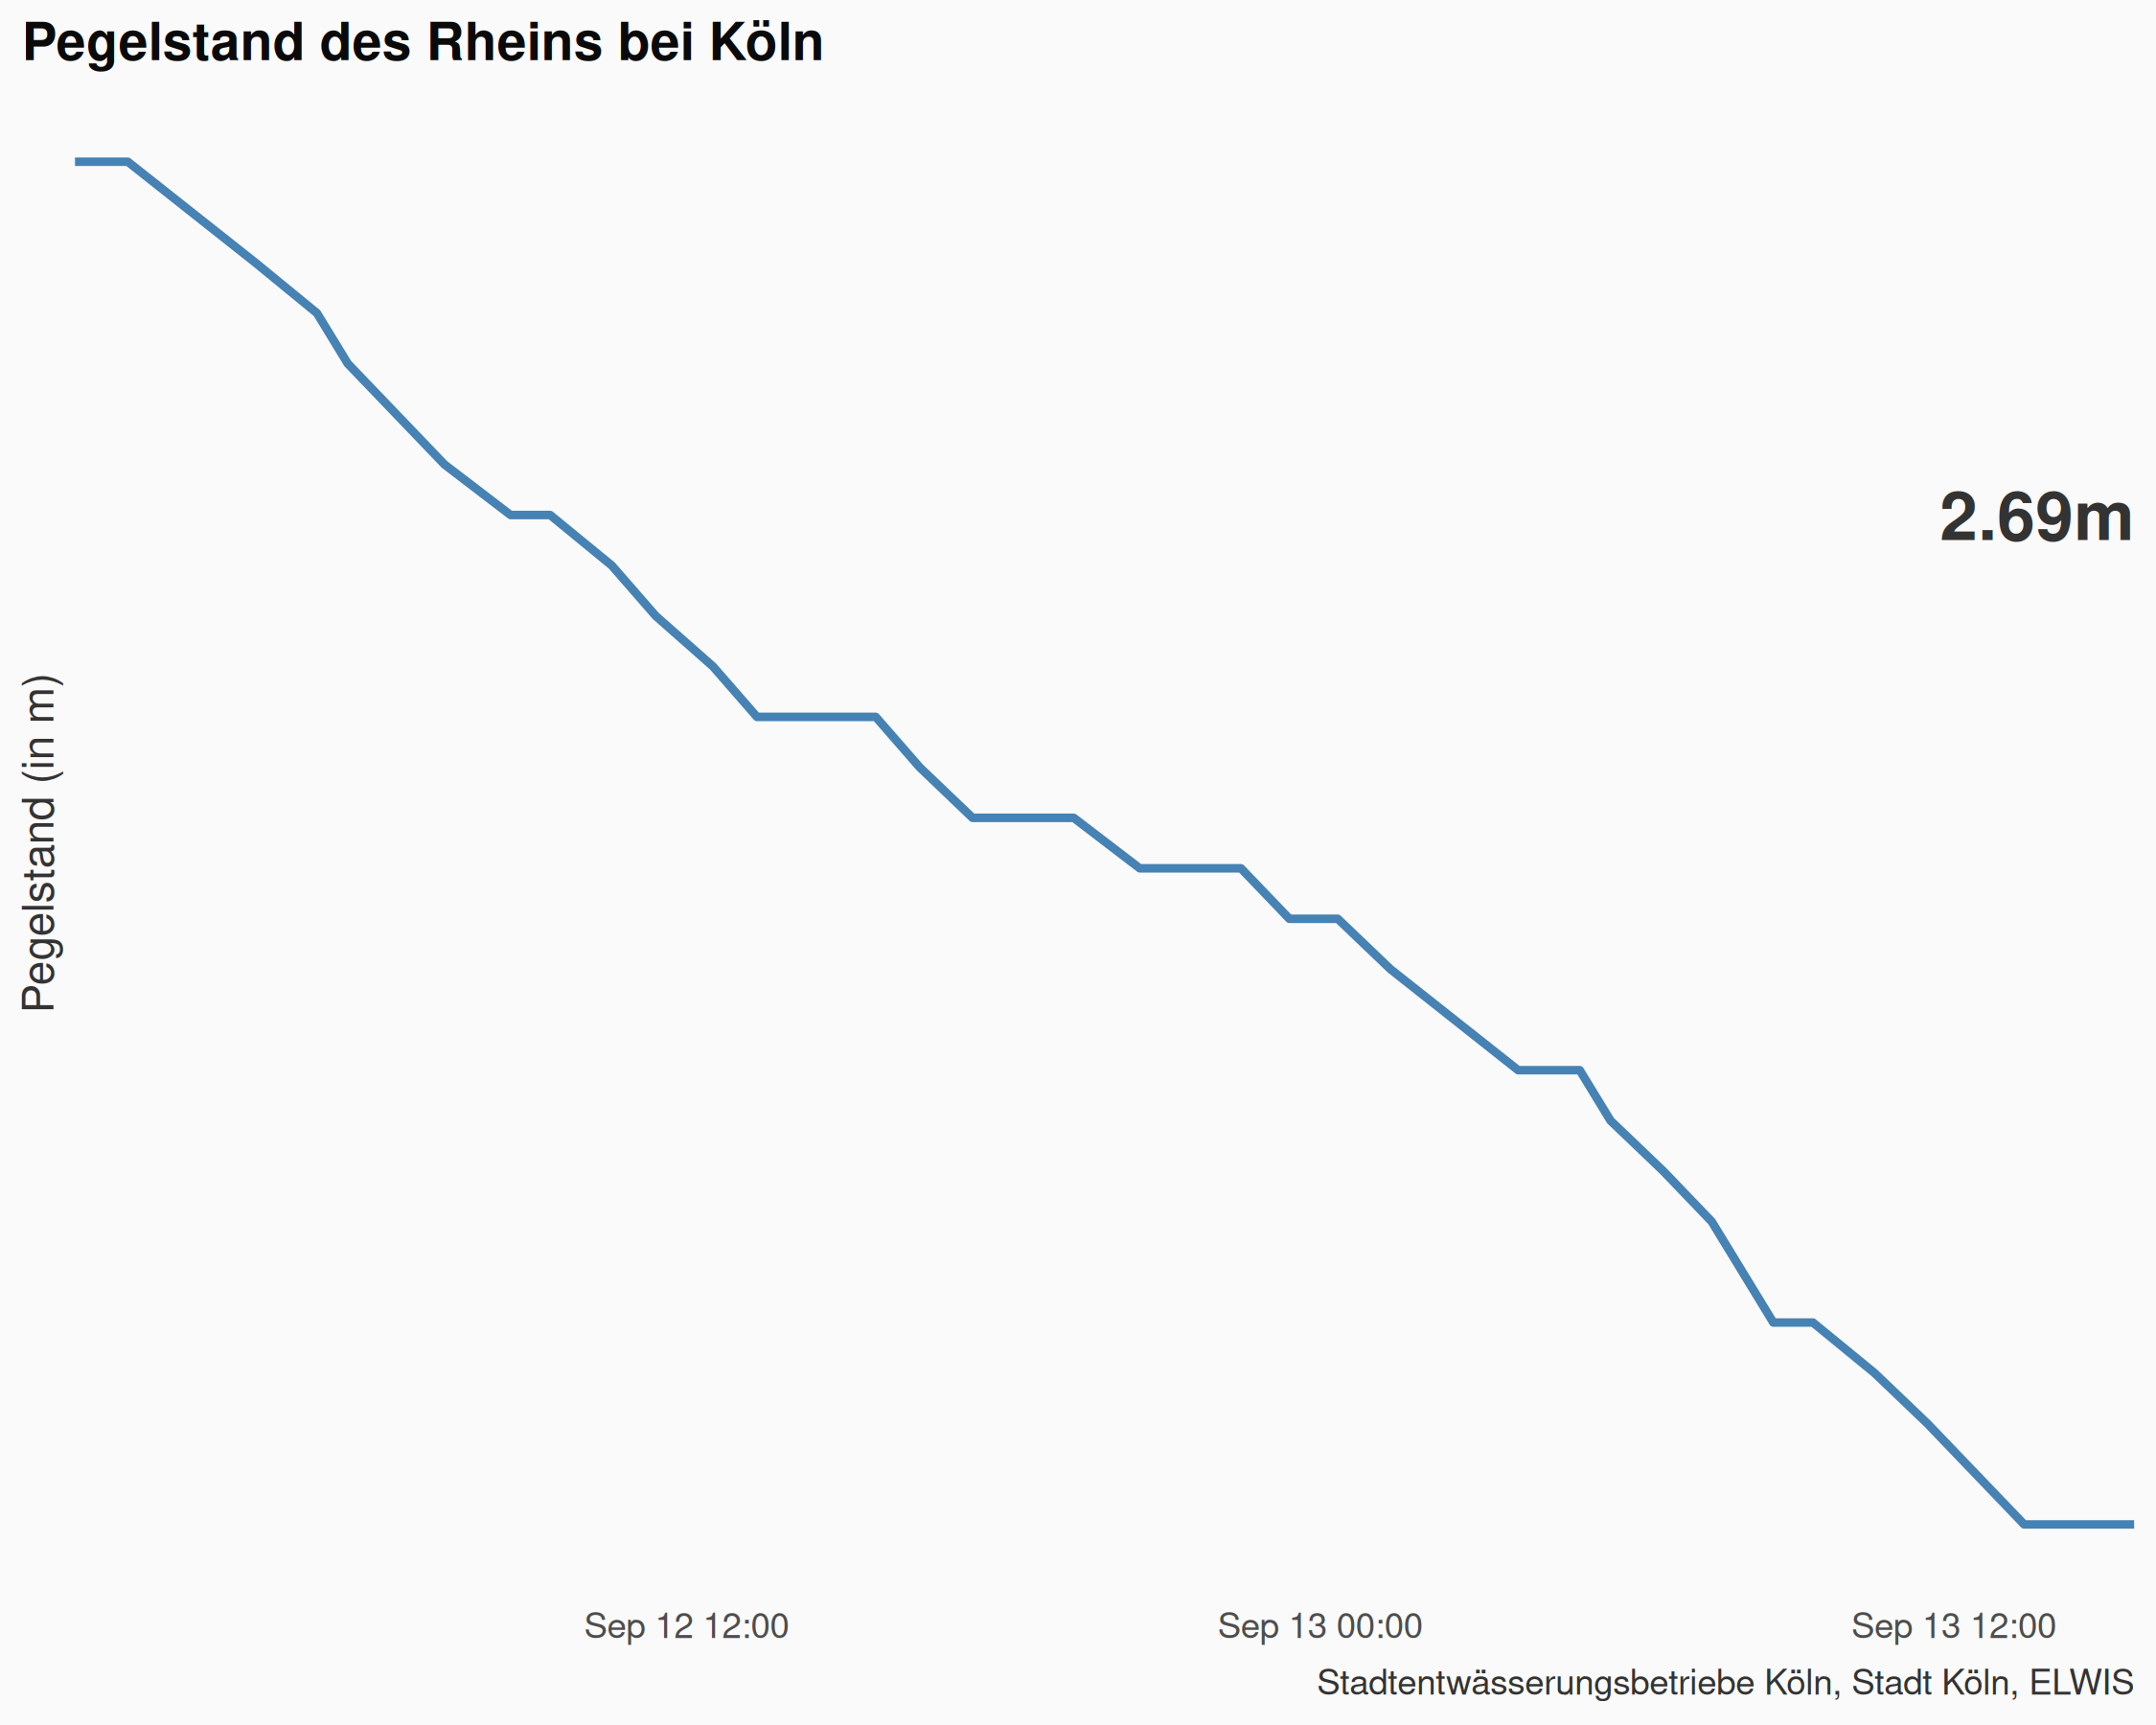 Pegelstand des Rheins bei Köln
2.69m
Pegelstand (in m)
Sep 12 12:00
Sep 13 00:00
Sep 13 12:00
Stadtentwässerungsbetriebe Köln, Stadt Köln, ELWIS